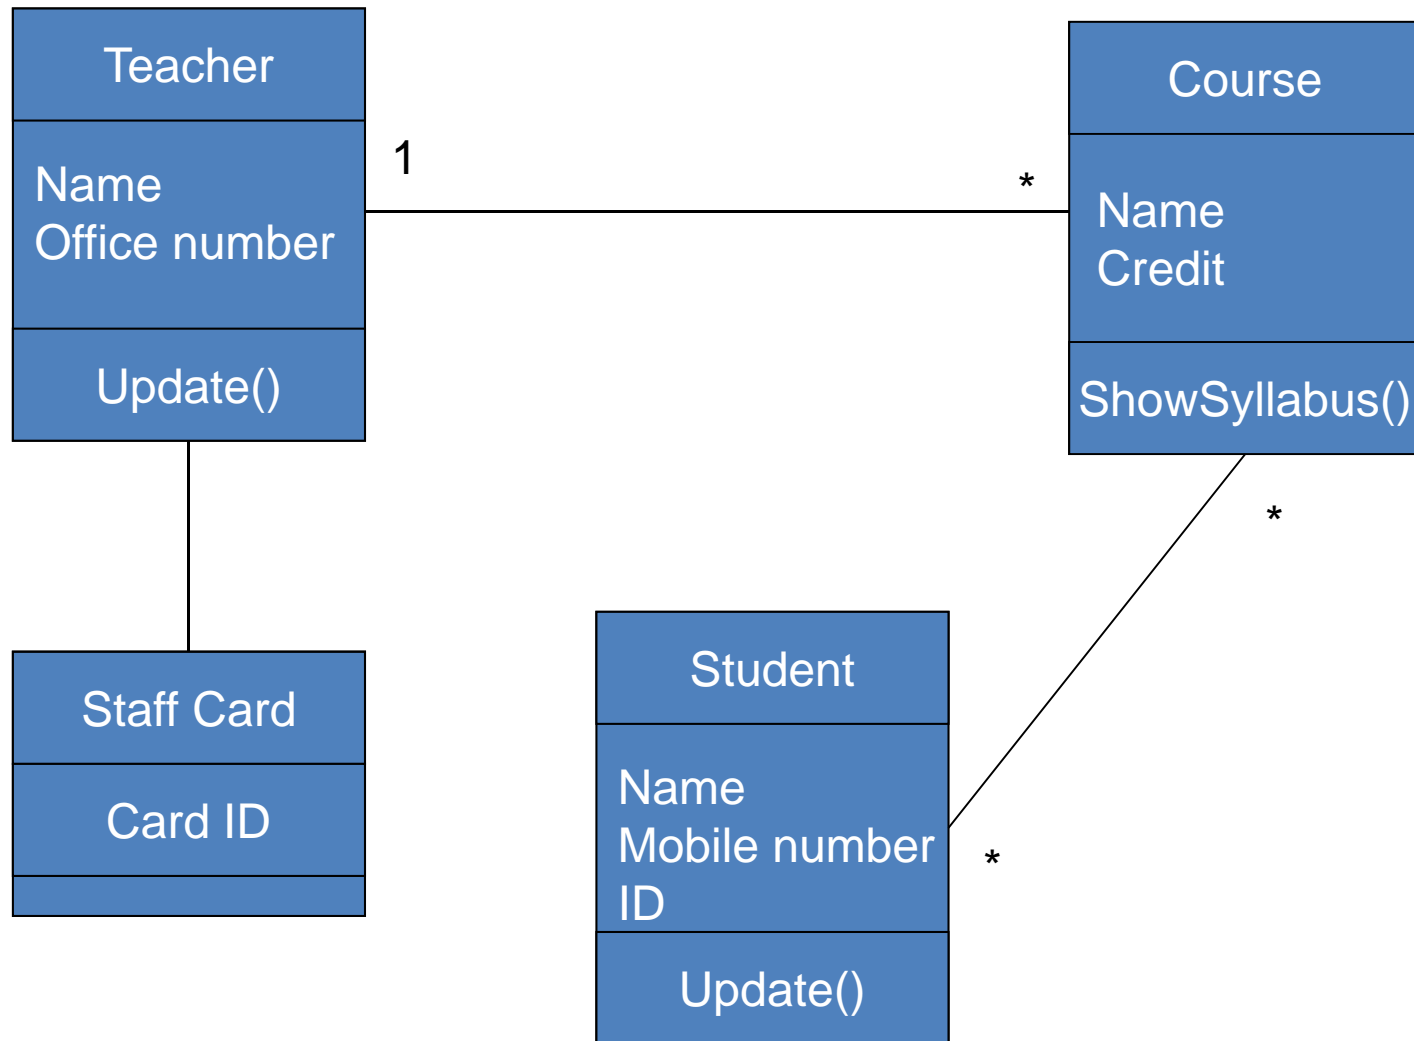 Teacher
Name
Office number
Update()
1
*
Course
Name
Credit
ShowSyllabus()
*
Staff Card
Card ID
Student
Name
Mobile number
ID
Update()
*